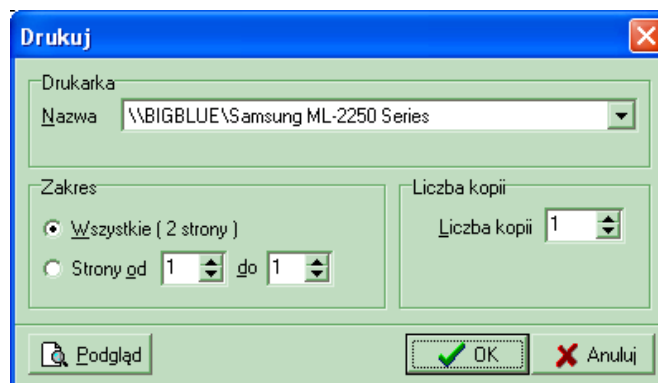 Drukuj
Drukarka
Nazwa \\BIGBLUE\Samsung ML-2250 Series
Zakres
Wszystkie ( 2 strony )
Strony od 1 do 1
Liczba kopii
Liczba kopii 1
Podgląd OK Anuluj